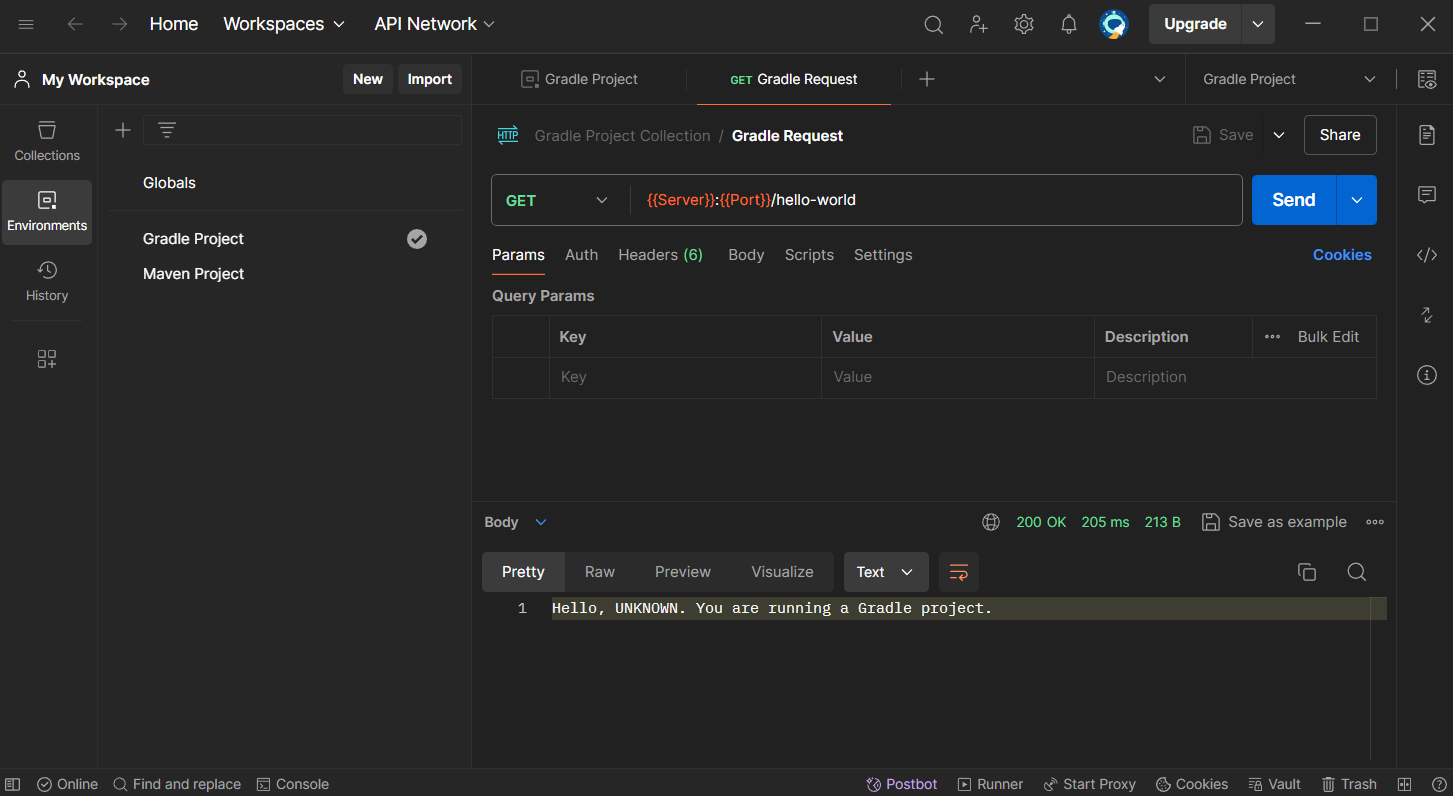 Home Workspaces API Network Upgrade
My Workspace New Import
Gradle Project GET Gradle Request Gradle Project
Collections
Environments
History
Globals
Gradle Project
Maven Project
HTTP Gradle Project Collection / Gradle Request Save Share
GET {{Server}}:{{Port}}/hello-world Send
Params Auth Headers (6) Body Scripts Settings Cookies
Query Params
Key Value Description Bulk Edit
Key Value Description
Body 200 OK 205 ms 213 B Save as example
Pretty Raw Preview Visualize Text
1 Hello, UNKNOWN. You are running a Gradle project.
Online Find and replace Console Postbot Runner Start Proxy Cookies Vault Trash